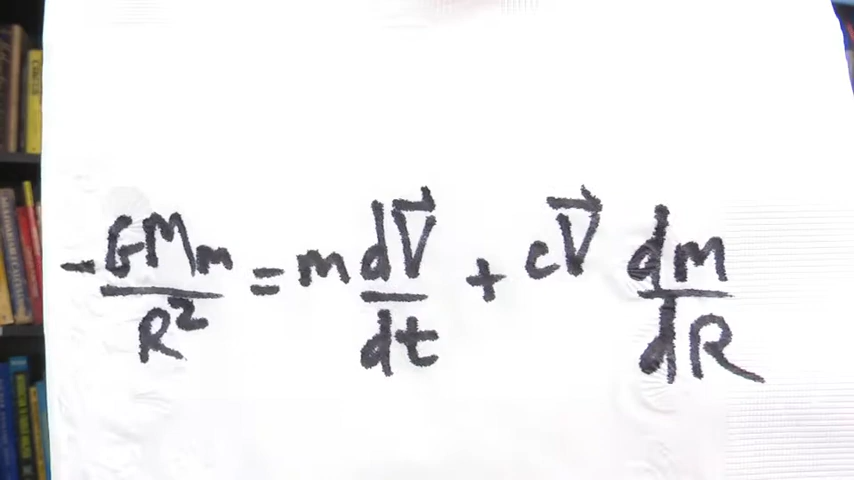 -GMm/R² = m dV⃗/dt + cV⃗ dm/dR